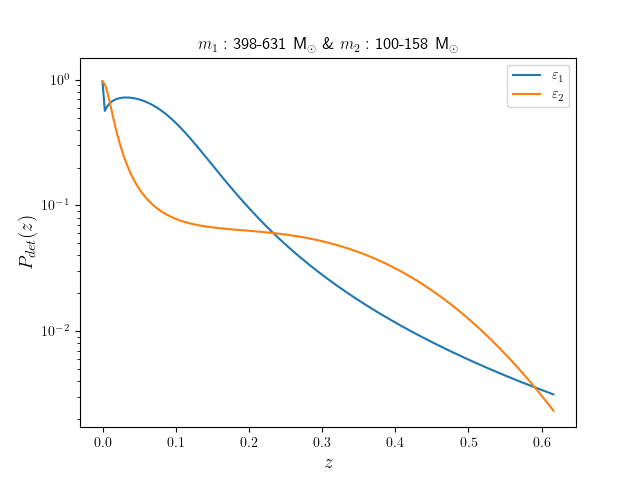 m₁ : 398-631 M⊙ & m₂ : 100-158 M⊙
ε₁
ε₂
P_det(z)
10⁰
10⁻¹
10⁻²
0.0 0.1 0.2 0.3 0.4 0.5 0.6
z